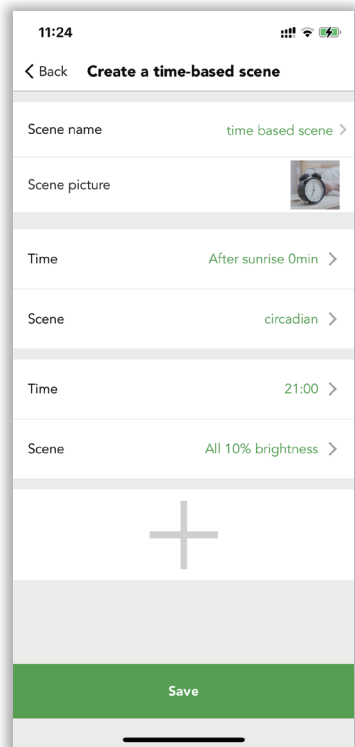 11:24
Back Create a time-based scene
Scene name time based scene
Scene picture
Time After sunrise 0min
Scene circadian
Time 21:00
Scene All 10% brightness
Save